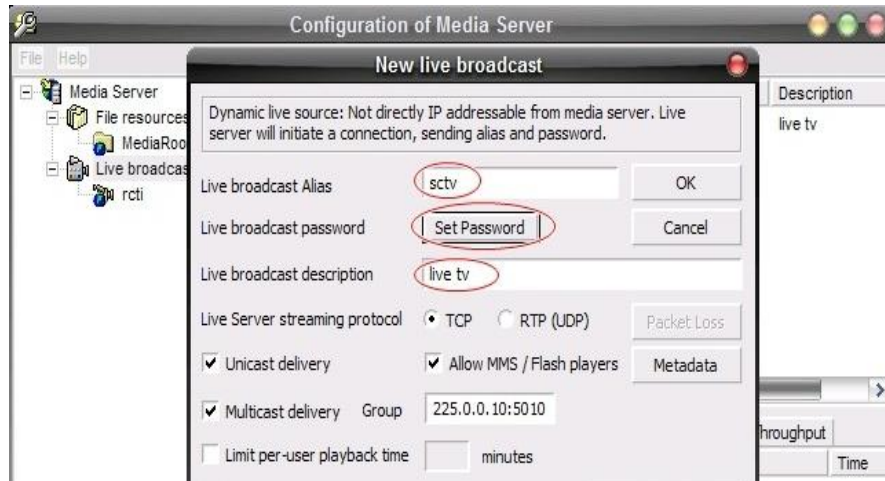 Configuration of Media Server
File Help
New live broadcast
Media Server
File resources
MediaRoo
Live broadcas
rcti
Description
live tv
Dynamic live source: Not directly IP addressable from media server. Live
server will initiate a connection, sending alias and password.
Live broadcast Alias sctv OK
Live broadcast password Set Password Cancel
Live broadcast description live tv
Live Server streaming protocol TCP RTP (UDP) Packet Loss
Unicast delivery Allow MMS / Flash players Metadata
Multicast delivery Group 225.0.0.10:5010
Limit per-user playback time minutes
hroughput
Time